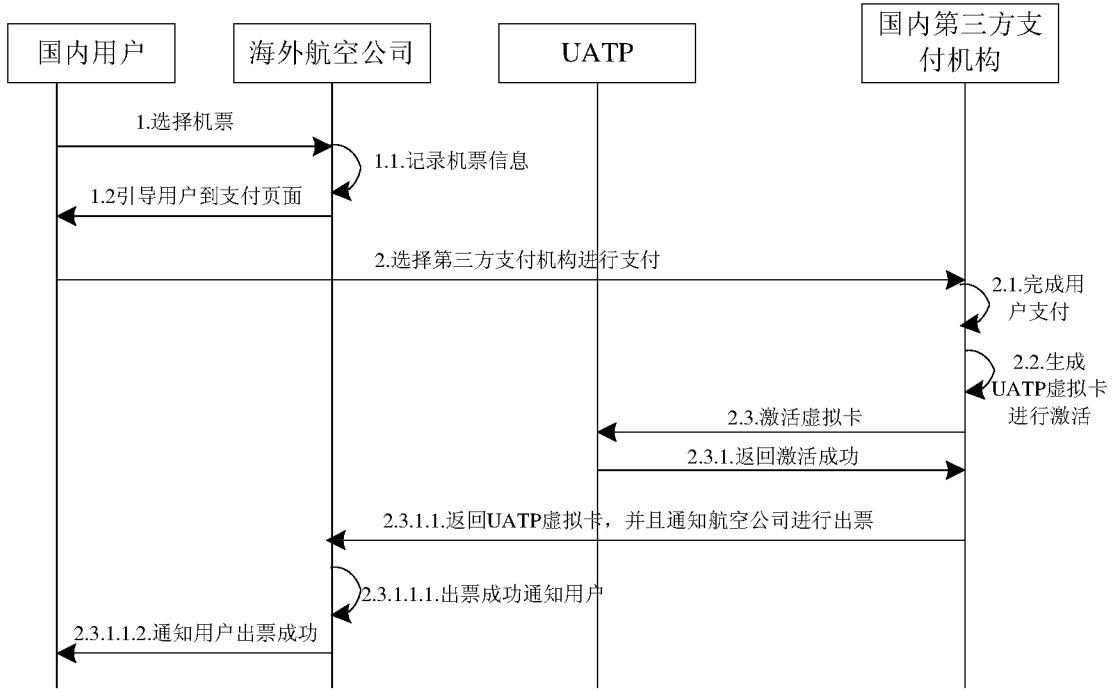 国内用户
海外航空公司
UATP
国内第三方支
付机构
1.选择机票
1.1.记录机票信息
1.2引导用户到支付页面
2.选择第三方支付机构进行支付
2.1.完成用
户支付
2.2.生成
UATP虚拟卡
进行激活
2.3.激活虚拟卡
2.3.1.返回激活成功
2.3.1.1.返回UATP虚拟卡，并且通知航空公司进行出票
2.3.1.1.1.出票成功通知用户
2.3.1.1.2.通知用户出票成功